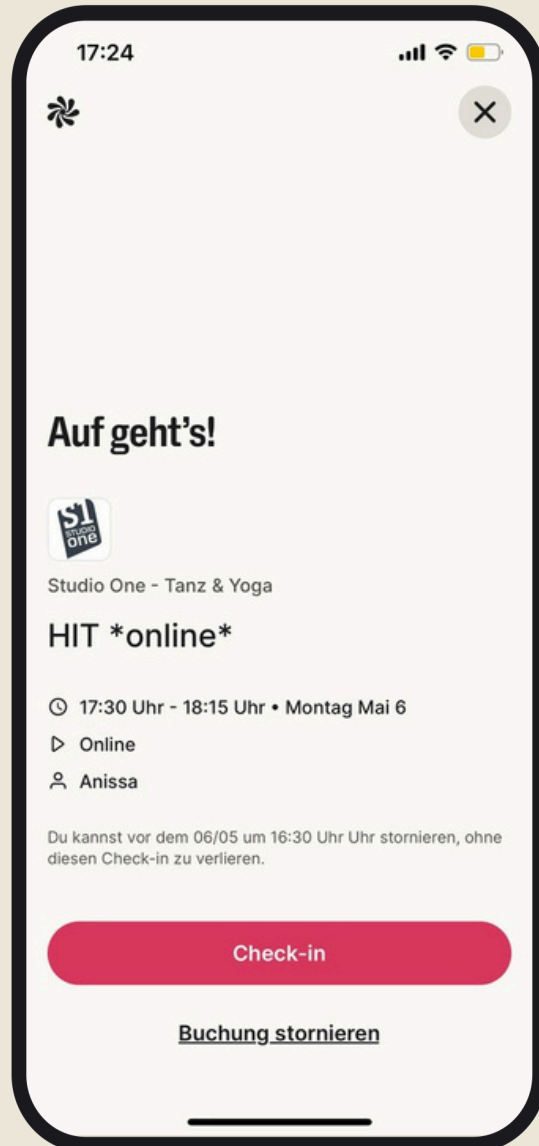 17:24
Auf geht's!
S1
STUDIO
one
Studio One - Tanz & Yoga
HIT *online*
17:30 Uhr - 18:15 Uhr • Montag Mai 6
Online
Anissa
Du kannst vor dem 06/05 um 16:30 Uhr Uhr stornieren, ohne
diesen Check-in zu verlieren.
Check-in
Buchung stornieren